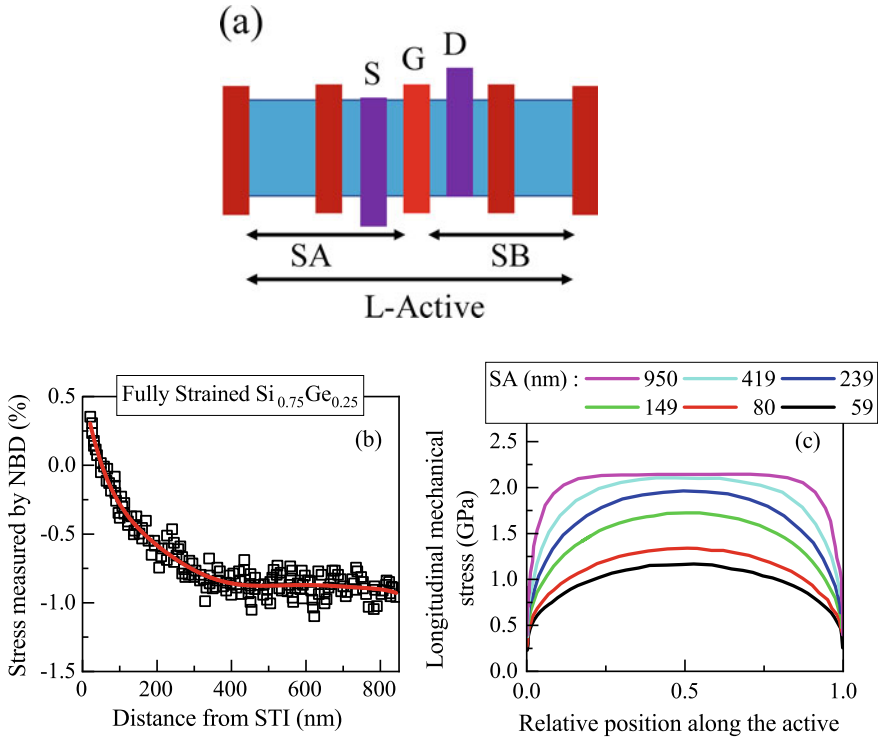 (a)
S G D
SA SB
L-Active
Fully Strained Si0.75Ge0.25
(b)
Stress measured by NBD (%)
0.5
0.0
-0.5
-1.0
-1.5
0 200 400 600 800
Distance from STI (nm)
SA (nm) : 950 419 239
149 80 59
(c)
Longitudinal mechanical
stress (GPa)
2.5
2.0
1.5
1.0
0.5
0.0
0.0 0.5 1.0
Relative position along the active